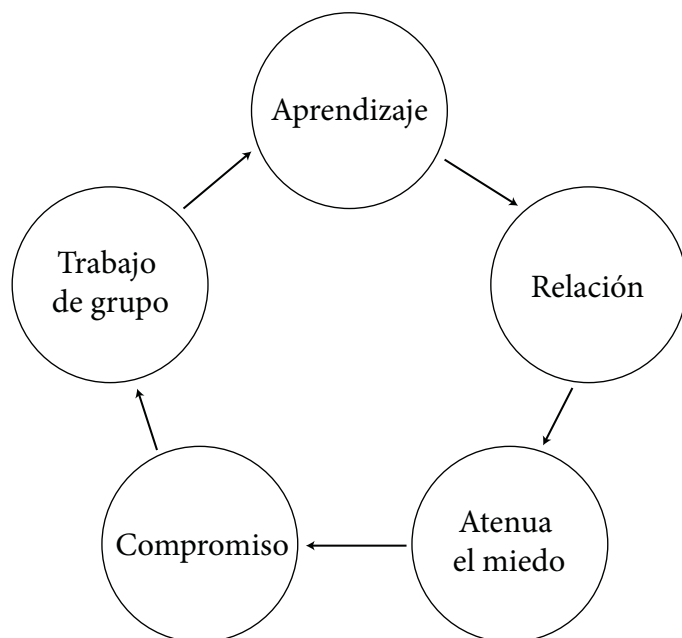 Aprendizaje
Relación
Atenua
el miedo
Compromiso
Trabajo
de grupo